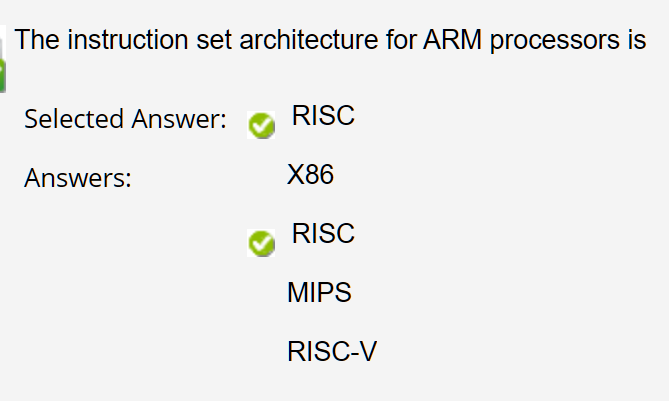 The instruction set architecture for ARM processors is
Selected Answer: RISC
Answers: X86
RISC
MIPS
RISC-V